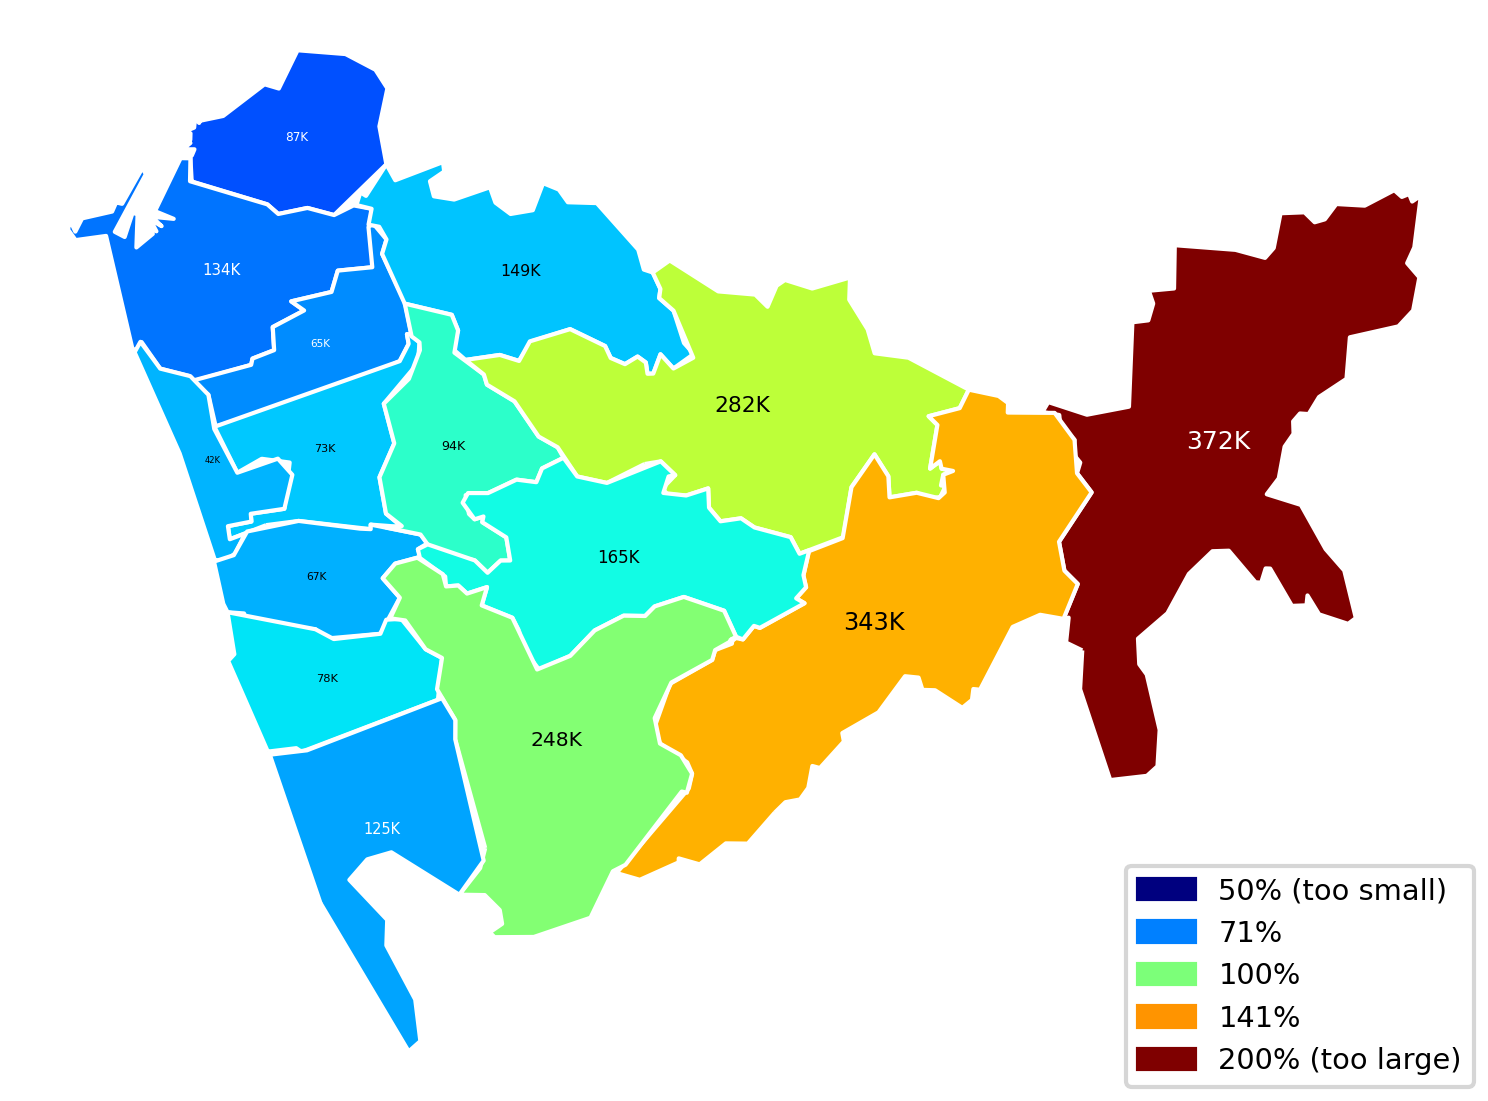 87K
134K
149K
65K
282K
372K
94K
73K
42K
165K
67K
343K
78K
248K
125K
50% (too small)
71%
100%
141%
200% (too large)